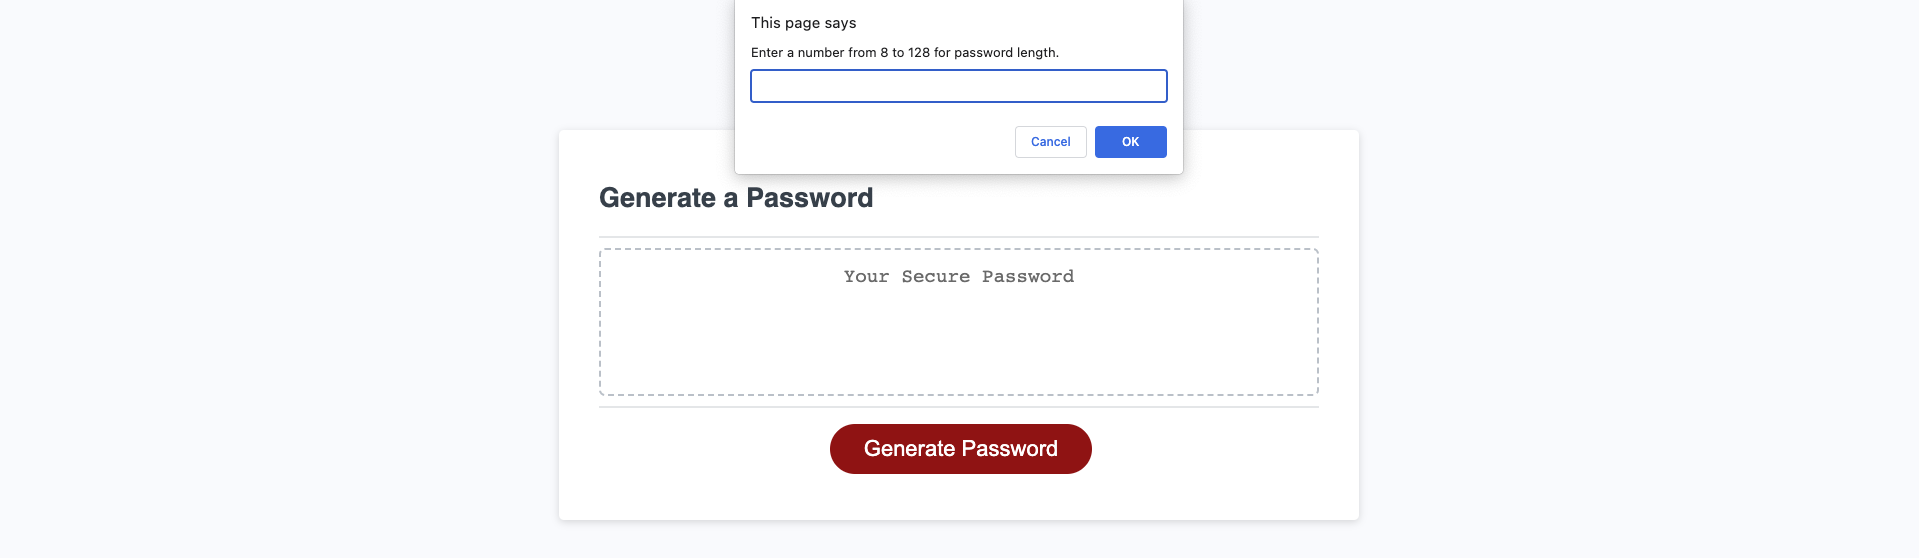 This page says
Enter a number from 8 to 128 for password length.
Cancel
OK
Generate a Password
Your Secure Password
Generate Password